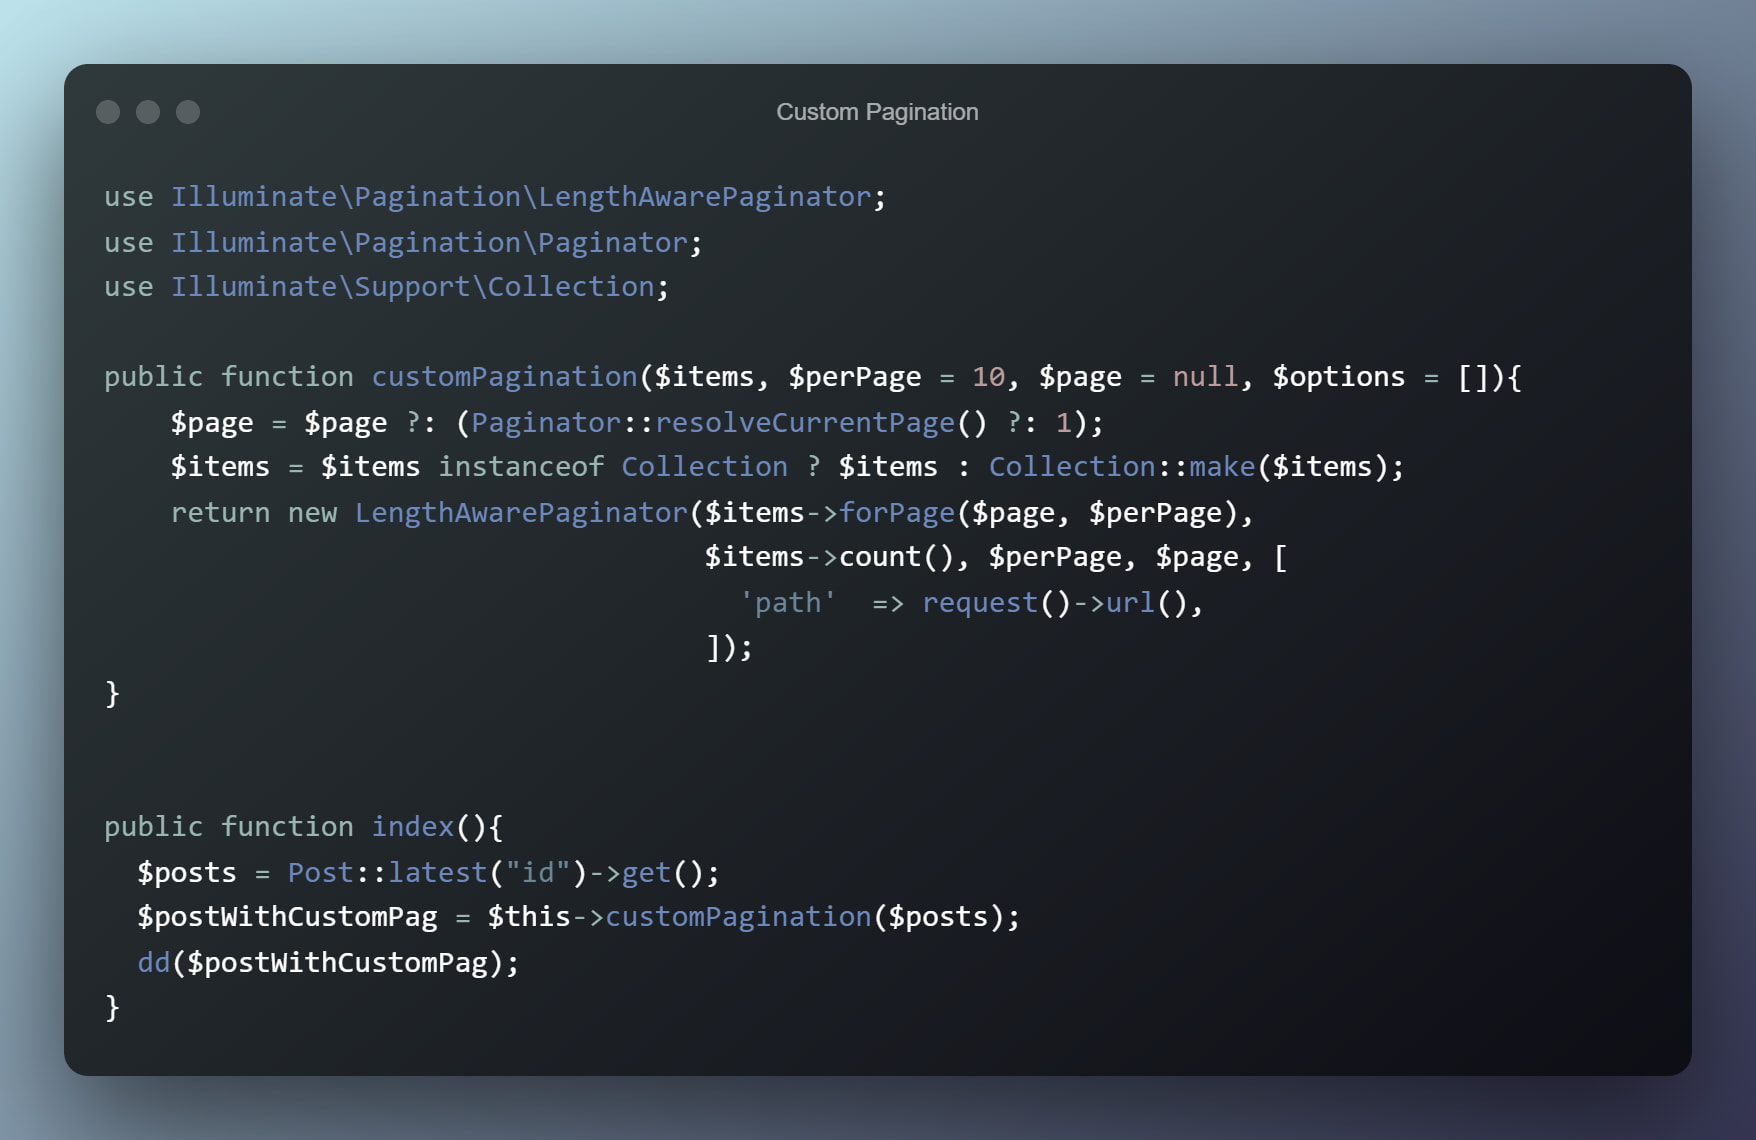 Custom Pagination
use Illuminate\Pagination\LengthAwarePaginator;
use Illuminate\Pagination\Paginator;
use Illuminate\Support\Collection;
public function customPagination($items, $perPage = 10, $page = null, $options = []){
    $page = $page ?: (Paginator::resolveCurrentPage() ?: 1);
    $items = $items instanceof Collection ? $items : Collection::make($items);
    return new LengthAwarePaginator($items->forPage($page, $perPage),
                                    $items->count(), $perPage, $page, [
                                      'path'  => request()->url(),
                                    ]);
}
public function index(){
  $posts = Post::latest("id")->get();
  $postWithCustomPag = $this->customPagination($posts);
  dd($postWithCustomPag);
}